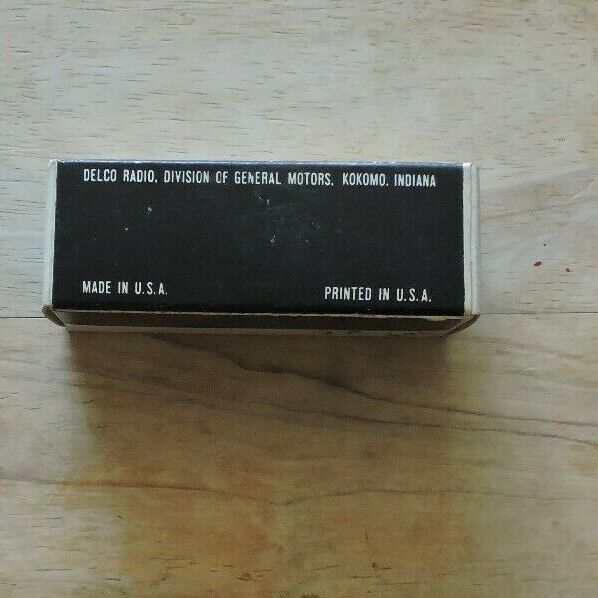 DELCO RADIO, DIVISION OF GENERAL MOTORS, KOKOMO, INDIANA
MADE IN U.S.A. PRINTED IN U.S.A.